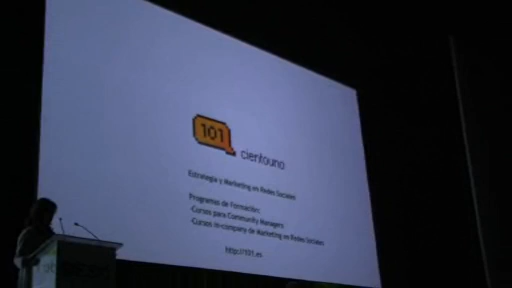 101
cientouno
Estrategia y Marketing en Redes Sociales
Programas de Formación:
-Cursos para Community Managers
-Cursos in-company de Marketing en Redes Sociales
http://101.es